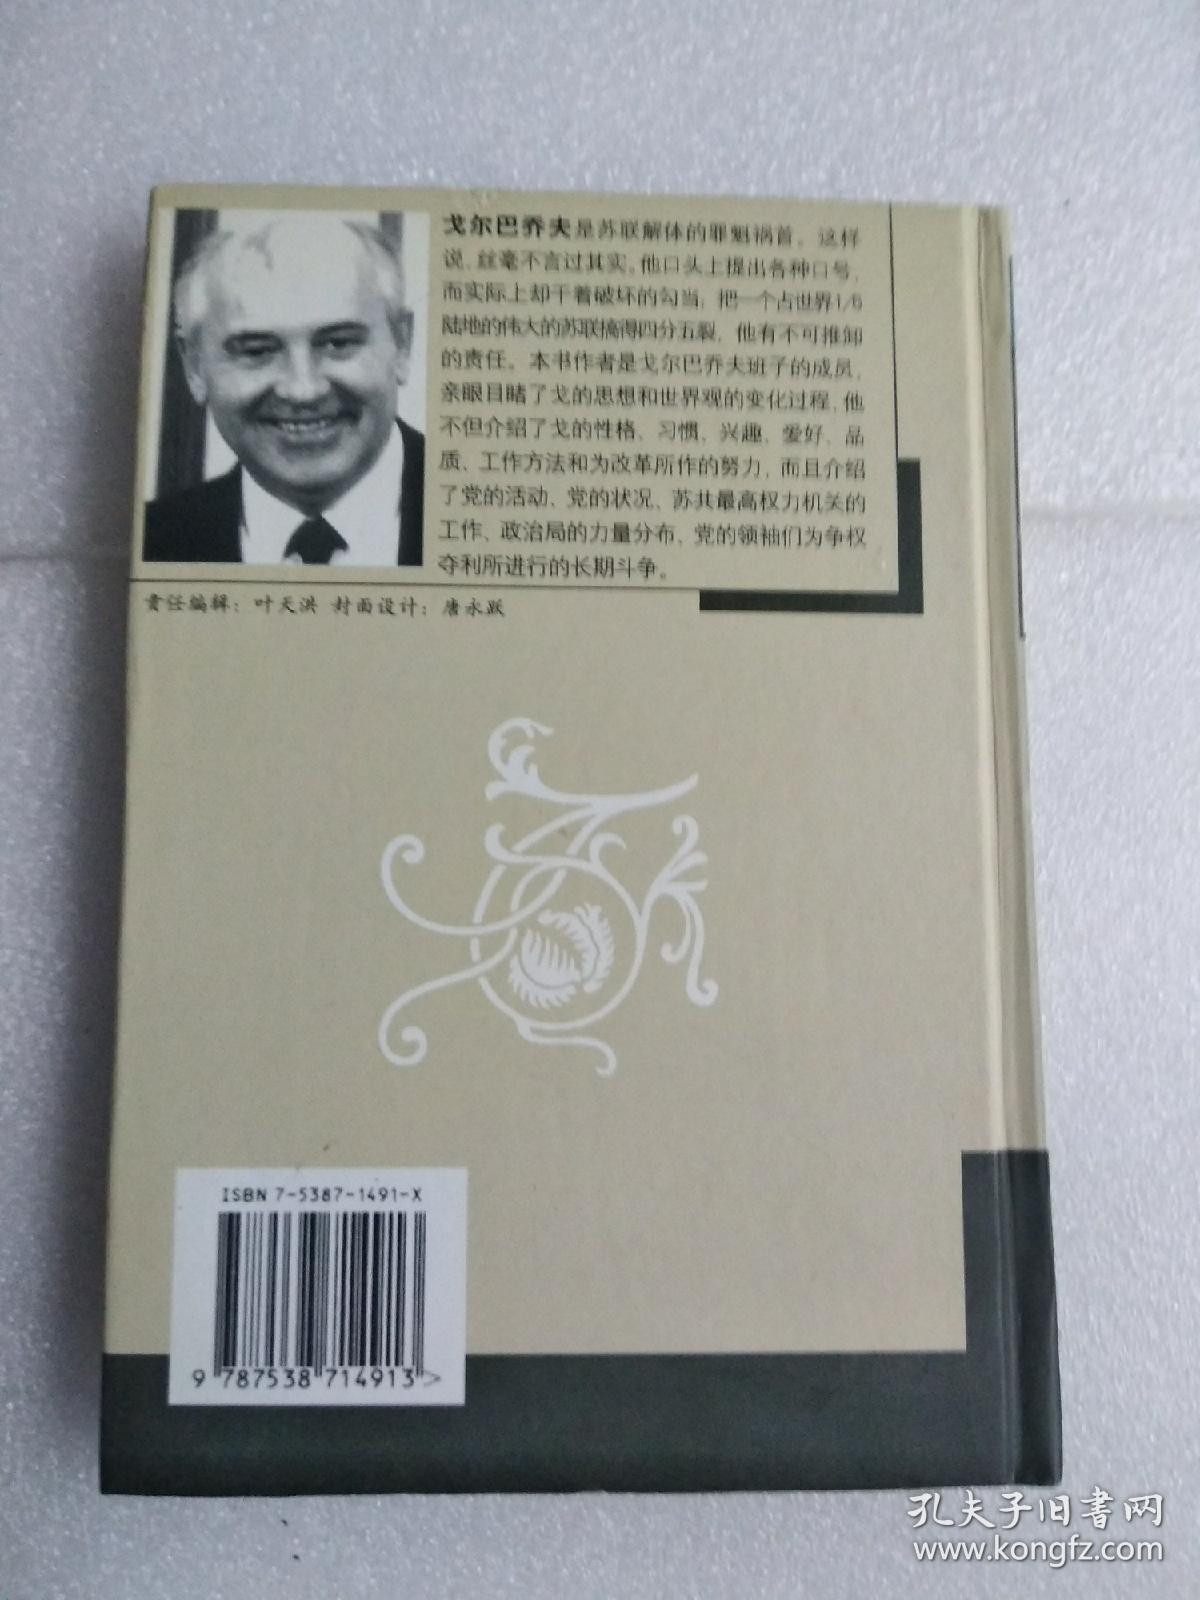 戈尔巴乔夫是苏联解体的罪魁祸首，这样
说，丝毫不言过其实。他口头上提出各种口号，
而实际上却干着破坏的勾当；把一个占世界1/6
陆地的伟大的苏联搞得四分五裂，他有不可推卸
的责任。本书作者是戈尔巴乔夫班子的成员，
亲眼目睹了戈的思想和世界观的变化过程，他
不但介绍了戈的性格、习惯、兴趣、爱好、品
质、工作方法和为改革所作的努力，而且介绍
了党的活动、党的状况、苏共最高权力机关的
工作、政治局的力量分布、党的领袖们为争权
夺利所进行的长期斗争。
责任编辑：叶天洪 封面设计：唐永跃
ISBN 7-5387-1491-X
9 787538 714913 >
孔夫子旧书网
www.kongfz.com